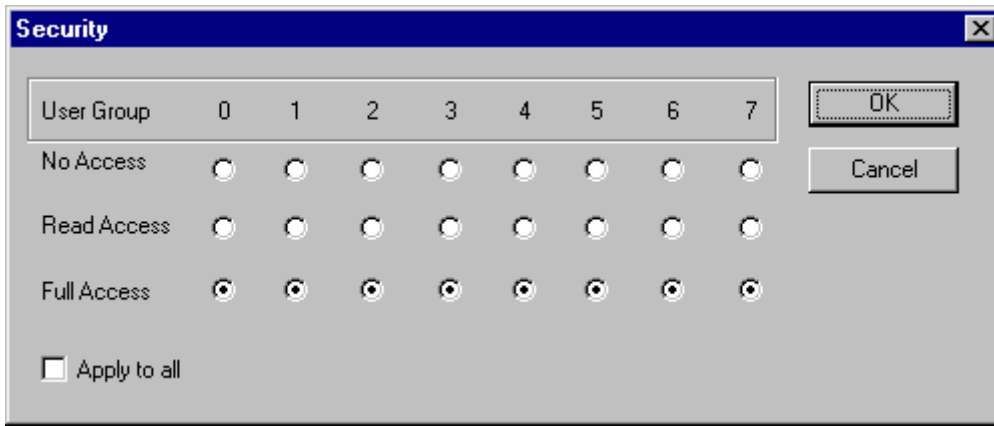 Security
User Group 0 1 2 3 4 5 6 7
OK
No Access
Cancel
Read Access
Full Access
Apply to all